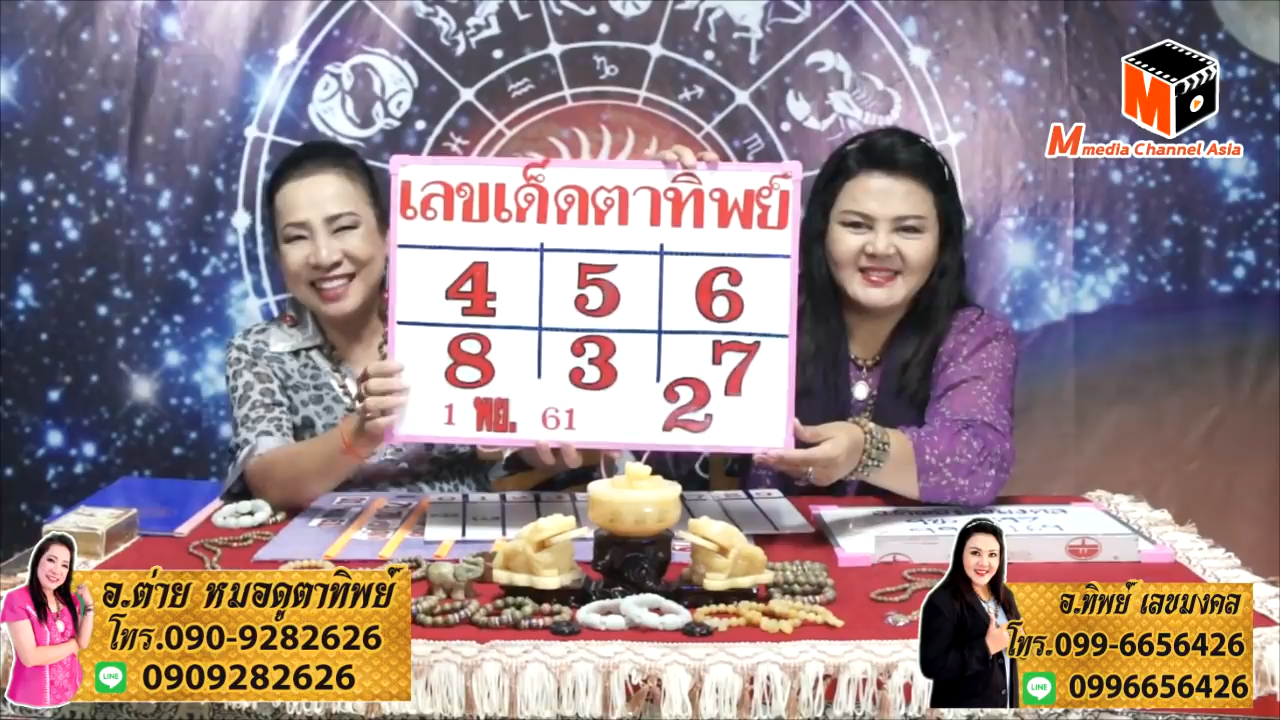 M
M media Channel Asia
เลขเด็ดตาทิพย์
4 5 6
8 3 7
2
1 พย. 61
อ.ต่าย หมอดูตาทิพย์
โทร.090-9282626
LINE 0909282626
อ.ทิพย์ เลขมงคล
โทร.099-6656426
LINE 0996656426